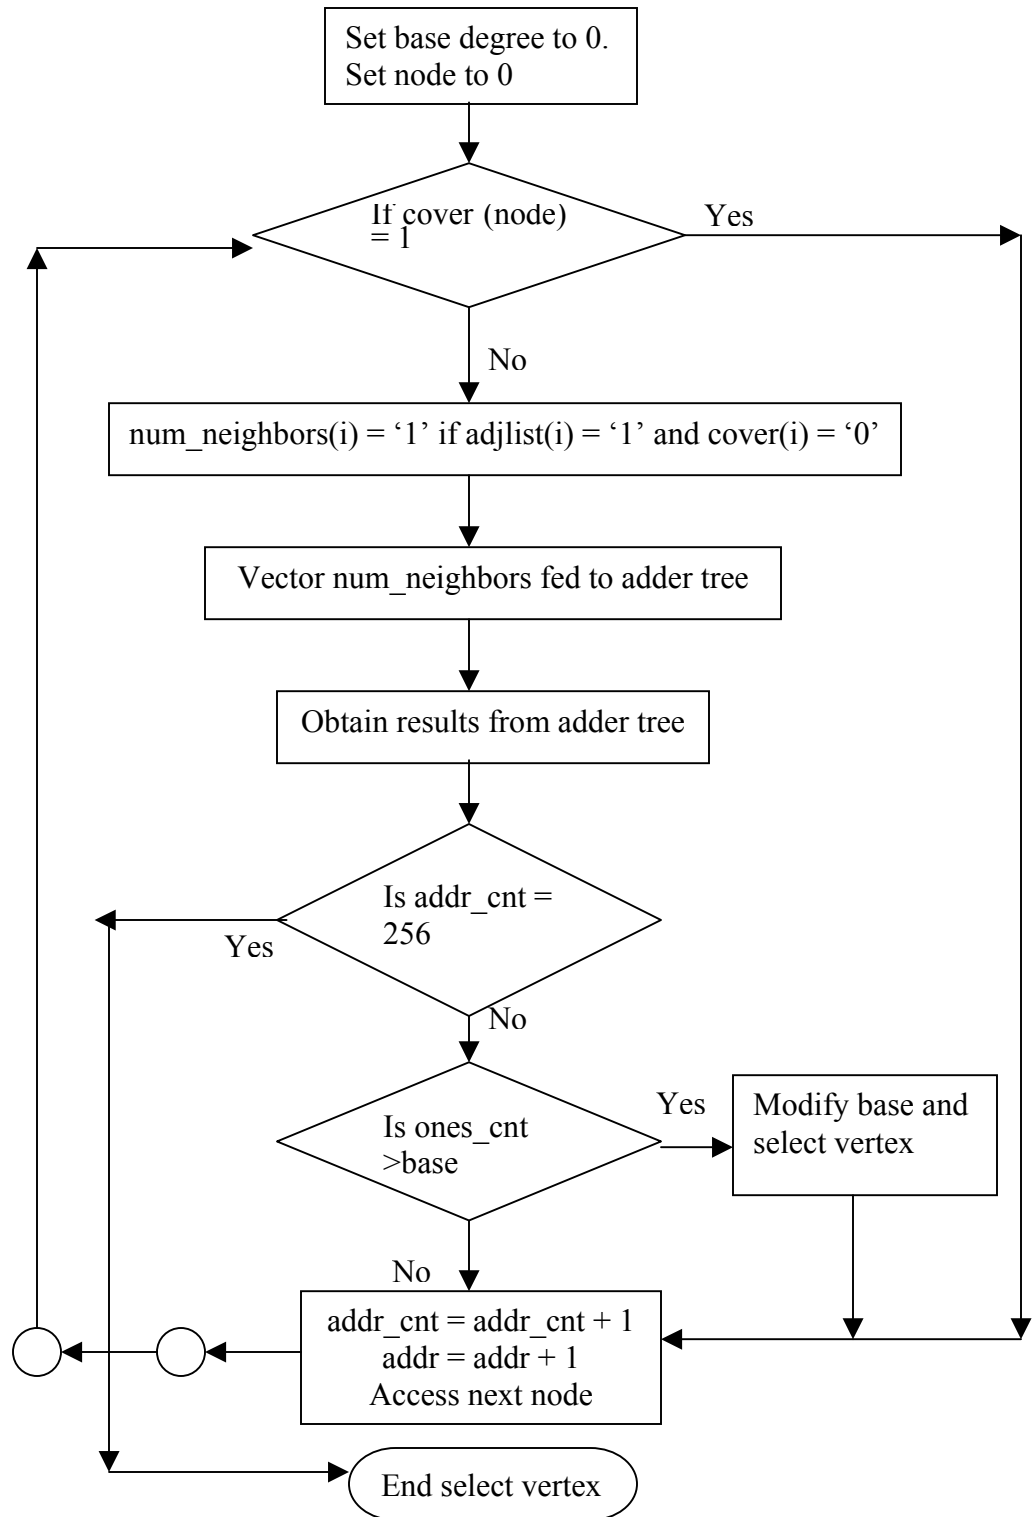 Set base degree to 0.
Set node to 0
If cover (node)
= 1
Yes
No
num_neighbors(i) = ‘1’ if adjlist(i) = ‘1’ and cover(i) = ‘0’
Vector num_neighbors fed to adder tree
Obtain results from adder tree
Is addr_cnt =
256
Yes
No
Is ones_cnt
>base
Yes
Modify base and
select vertex
No
addr_cnt = addr_cnt + 1
addr = addr + 1
Access next node
End select vertex